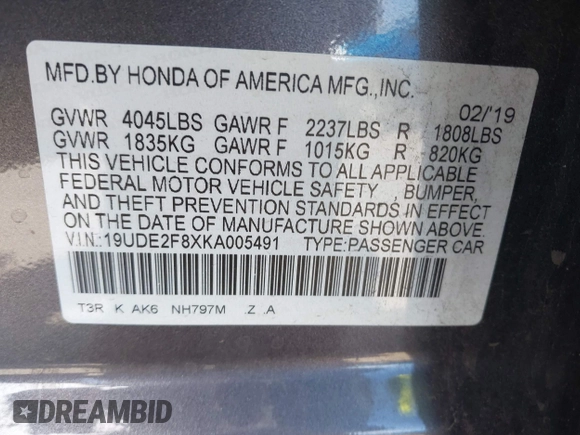 MFD.BY HONDA OF AMERICA MFG.,INC.
02/'19
GVWR 4045LBS GAWR F 2237LBS R 1808LBS
GVWR 1835KG GAWR F 1015KG R 820KG
THIS VEHICLE CONFORMS TO ALL APPLICABLE
FEDERAL MOTOR VEHICLE SAFETY , BUMPER,
AND THEFT PREVENTION STANDARDS IN EFFECT
ON THE DATE OF MANUFACTURE SHOWN ABOVE.
V.I.N.:19UDE2F8XKA005491 TYPE:PASSENGER CAR
T3R K AK6 NH797M .Z .A
DREAMBID